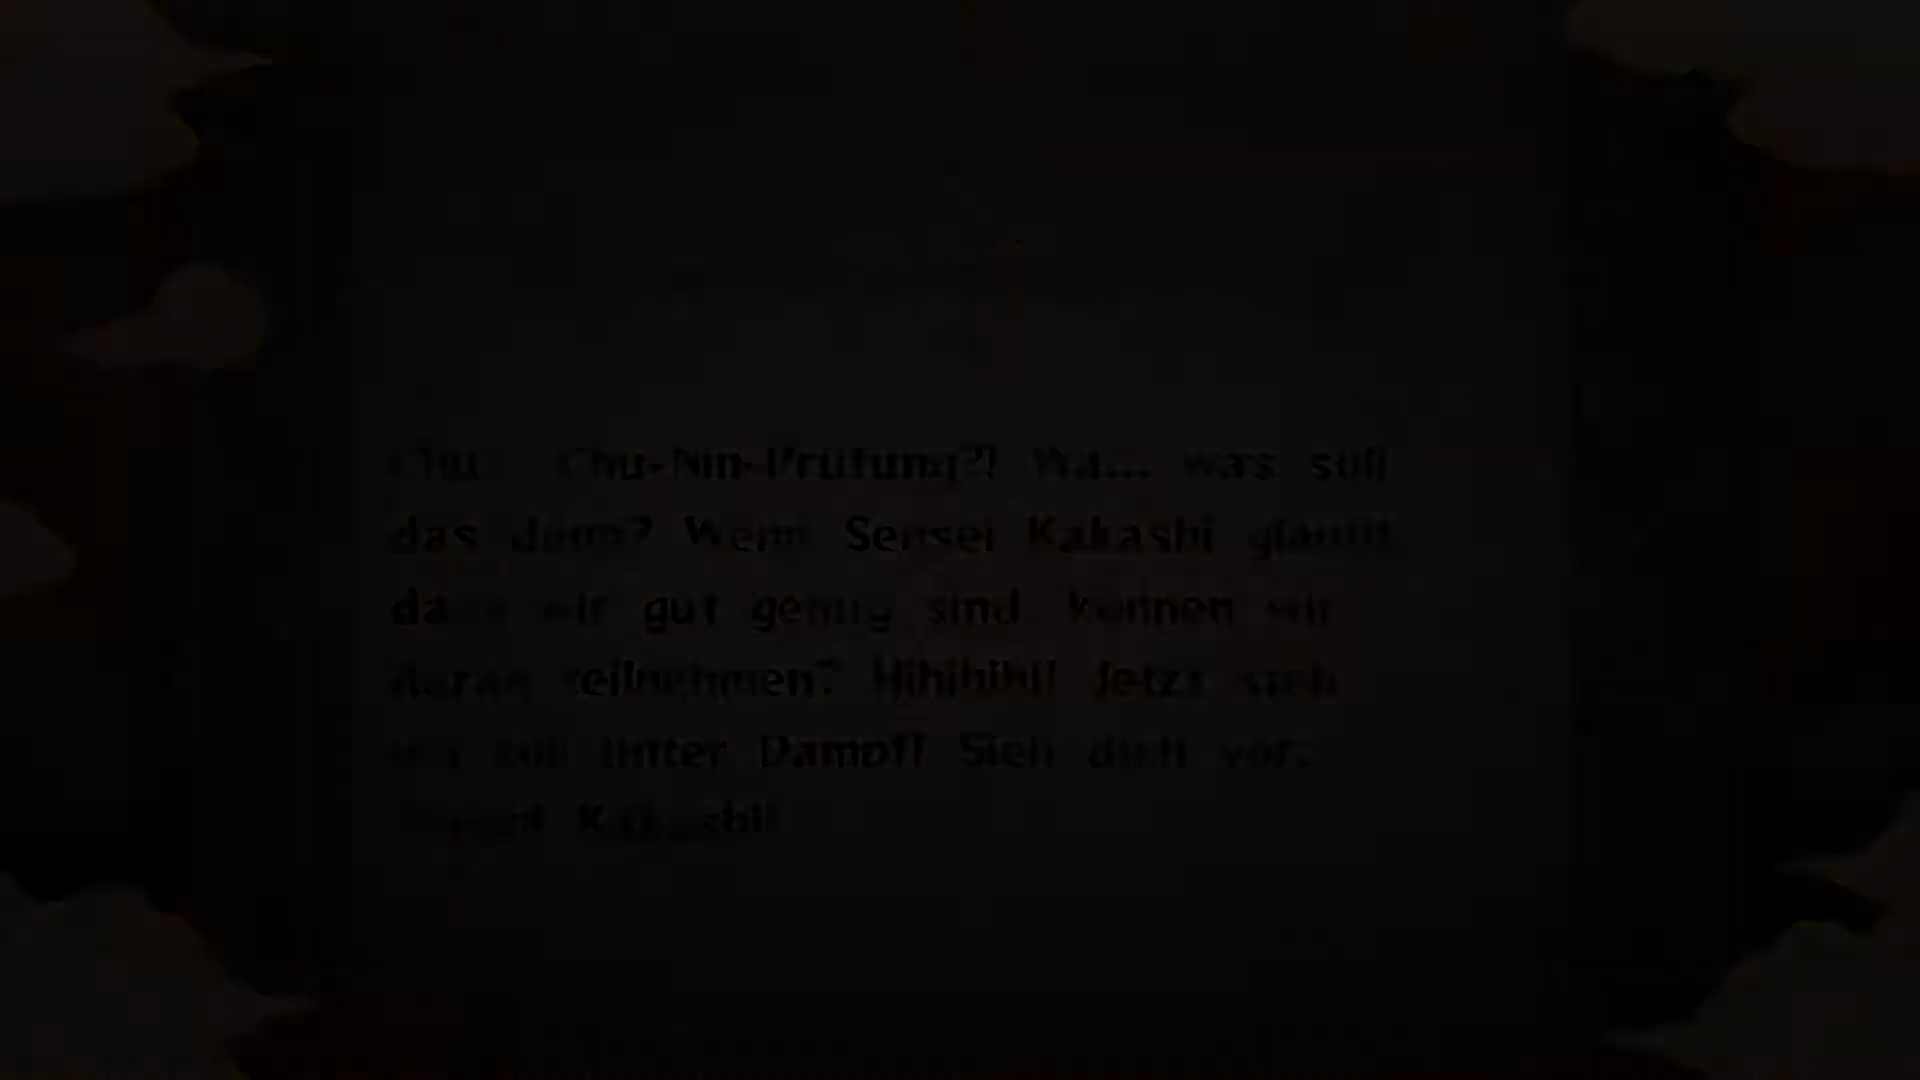 Chu... Chu-Nin-Prüfung?! Wa... was soll
das denn? Wenn Sensei Kakashi glaubt,
dass wir gut genug sind, können wir
daran teilnehmen? Hihihihi! Jetzt steh
ich voll unter Dampf! Sieh dich vor,
Sensei Kakashi!